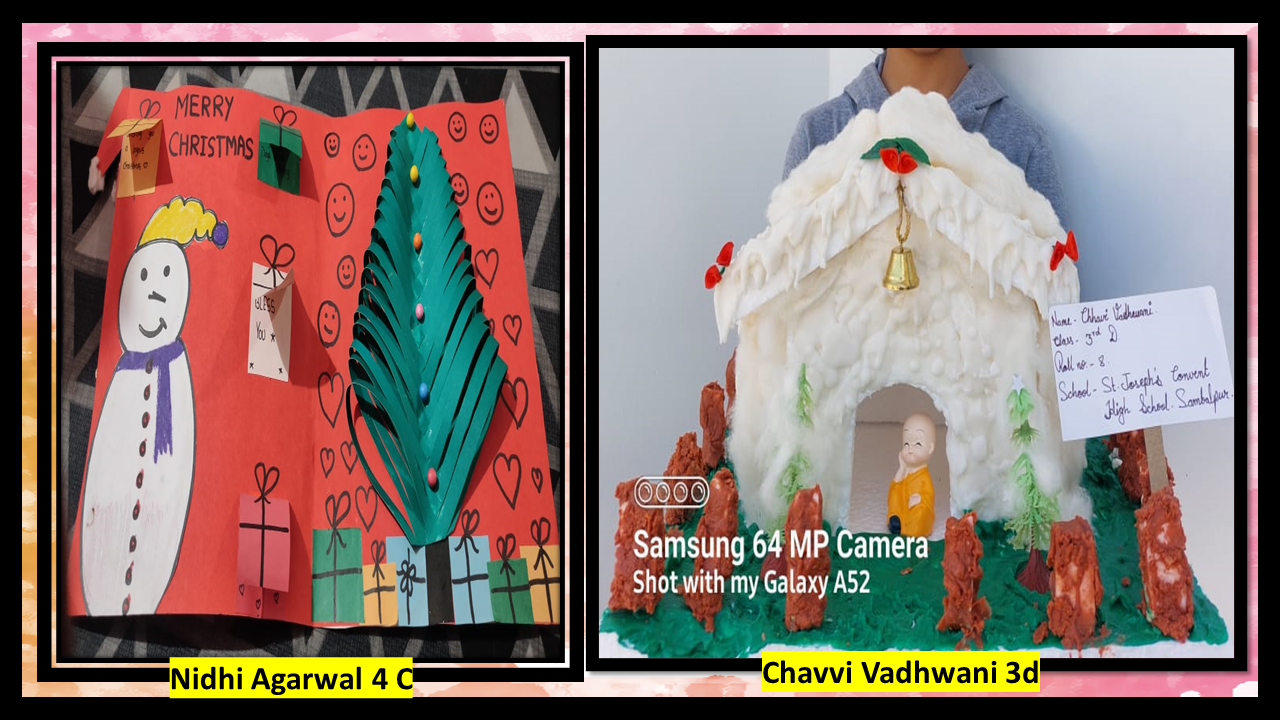 MERRY
CHRISTMAS
BLESS
You
Name - Chhavi Vadhwani.
Class - 3rd D
Roll no. - 8.
School - St. Joseph's Convent
High School. Sambalpur.
Samsung 64 MP Camera
Shot with my Galaxy A52
Nidhi Agarwal 4 C
Chavvi Vadhwani 3d